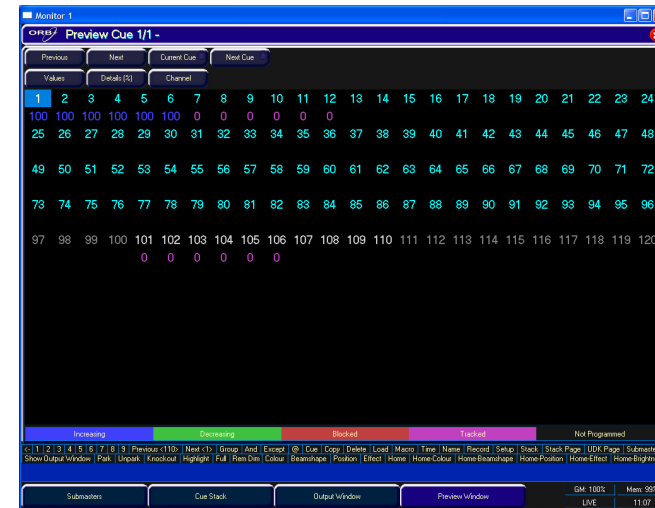 Monitor 1
ORB Preview Cue 1/1 -
Previous Next Current Cue Next Cue
Values Details (%) Channel
1 2 3 4 5 6 7 8 9 10 11 12 13 14 15 16 17 18 19 20 21 22 23 24
100 100 100 100 100 100 0 0 0 0 0 0
25 26 27 28 29 30 31 32 33 34 35 36 37 38 39 40 41 42 43 44 45 46 47 48
49 50 51 52 53 54 55 56 57 58 59 60 61 62 63 64 65 66 67 68 69 70 71 72
73 74 75 76 77 78 79 80 81 82 83 84 85 86 87 88 89 90 91 92 93 94 95 96
97 98 99 100 101 102 103 104 105 106 107 108 109 110 111 112 113 114 115 116 117 118 119 120
0 0 0 0 0 0
Increasing Decreasing Blocked Tracked Not Programmed
<- 1 2 3 4 5 6 7 8 9 Previous <110> Next <1> Group And Except @ Cue Copy Delete Load Macro Time Name Record Setup Stack Stack Page UDK Page Submaste
Show Output Window Park Unpark Knockout Highlight Full Rem Dim Colour Beamshape Position Effect Home Home-Colour Home-Beamshape Home-Position Home-Effect Home-Brightn
Submasters Cue Stack Output Window Preview Window
GM: 100% Mem: 99%
LIVE 11:07